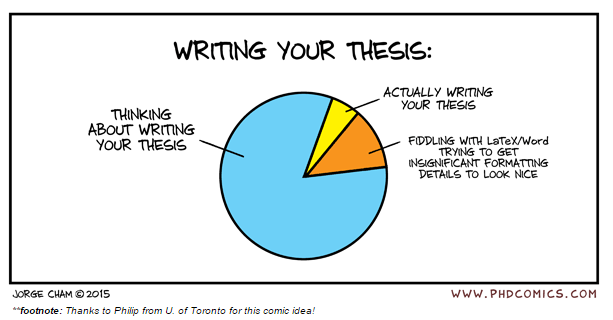 WRITING YOUR THESIS:
THINKING
ABOUT WRITING
YOUR THESIS
ACTUALLY WRITING
YOUR THESIS
FIDDLING WITH LaTeX/Word
TRYING TO GET
INSIGNIFICANT FORMATTING
DETAILS TO LOOK NICE
JORGE CHAM © 2015
WWW.PHDCOMICS.COM
**footnote: Thanks to Philip from U. of Toronto for this comic idea!